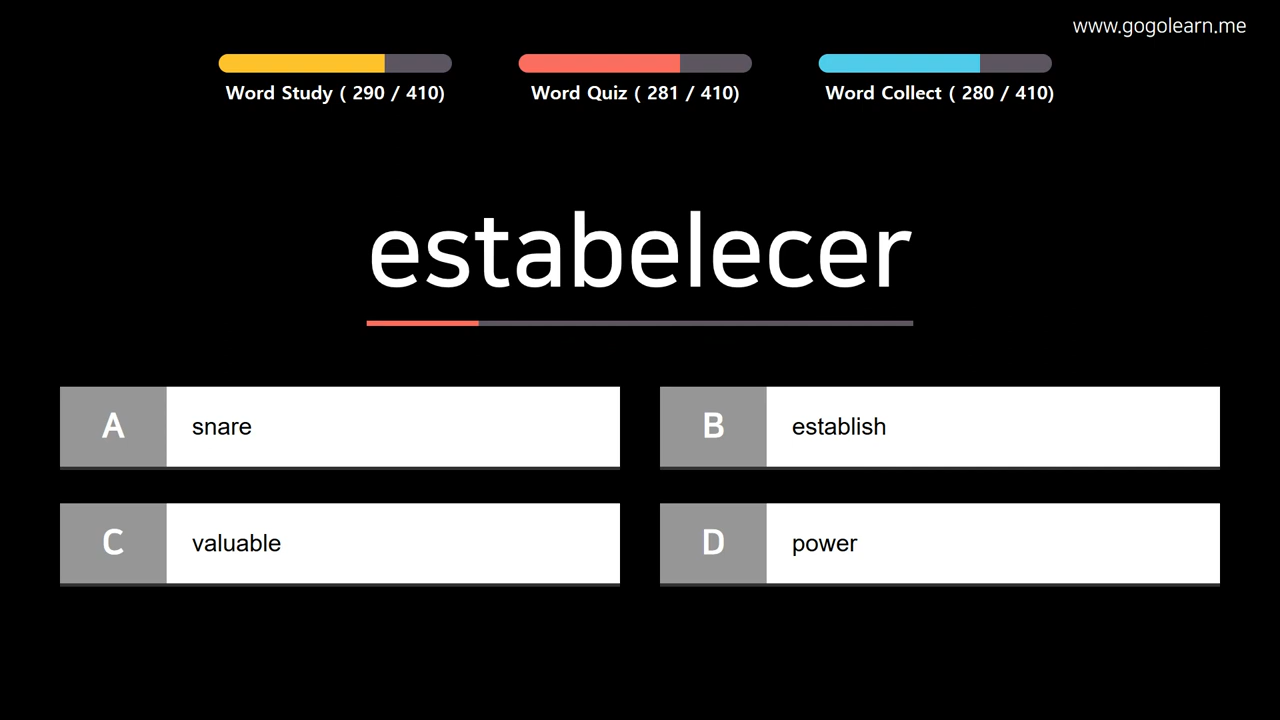 www.gogolearn.me
Word Study ( 290 / 410)
Word Quiz ( 281 / 410)
Word Collect ( 280 / 410)
estabelecer
A snare
B establish
C valuable
D power